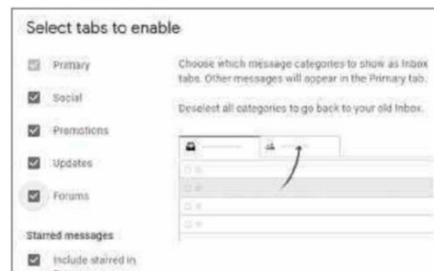 Select tabs to enable
Primary
Social
Promotions
Updates
Forums
Starred messages
Include starred in
Choose which message categories to show as Inbox
tabs. Other messages will appear in the Primary tab.
Deselect all categories to go back to your old Inbox.